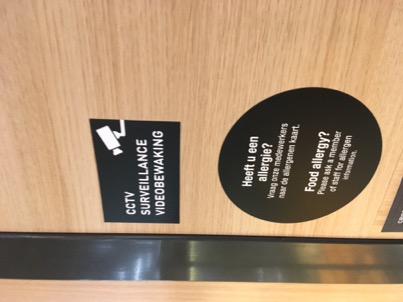 CCTV
SURVEILLANCE
VIDEOBEWAKING
Heeft u een
allergie?
Vraag onze medewerkers
naar de allergenen kaart.
Food allergy?
Please ask a member
of staff for allergen
information.